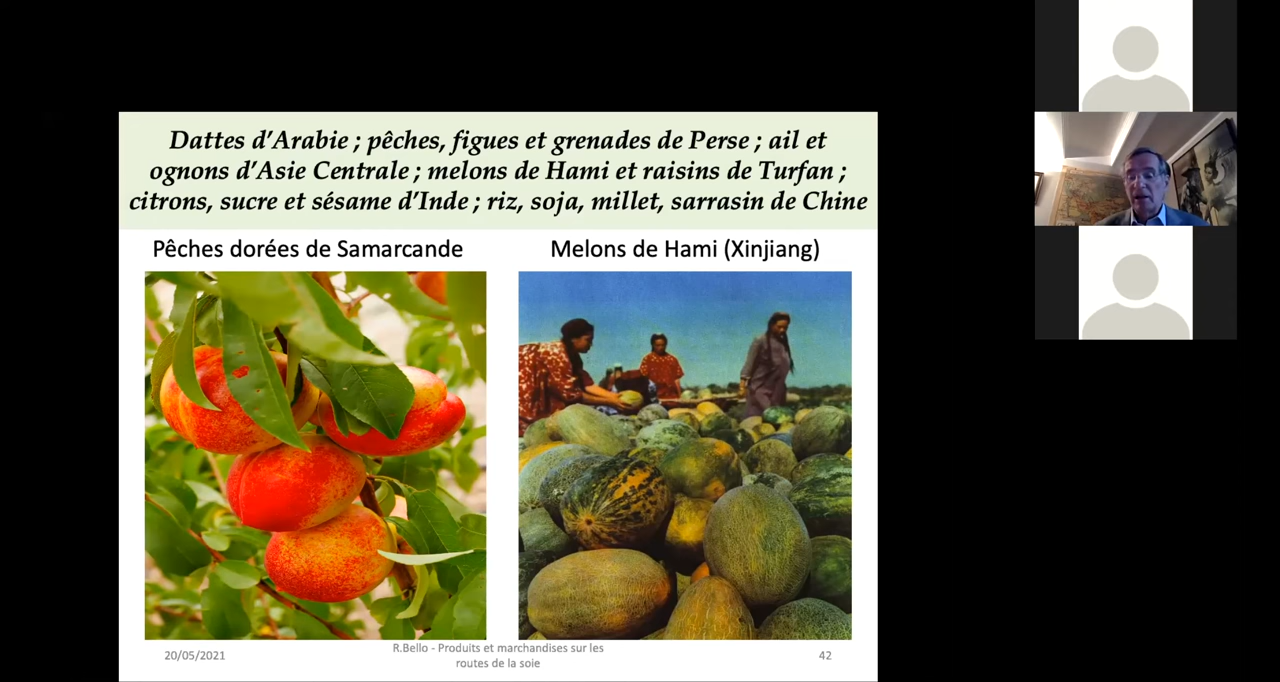 Dattes d'Arabie ; pêches, figues et grenades de Perse ; ail et
ognons d'Asie Centrale ; melons de Hami et raisins de Turfan ;
citrons, sucre et sésame d'Inde ; riz, soja, millet, sarrasin de Chine
Pêches dorées de Samarcande
Melons de Hami (Xinjiang)
20/05/2021
R.Bello - Produits et marchandises sur les
routes de la soie
42